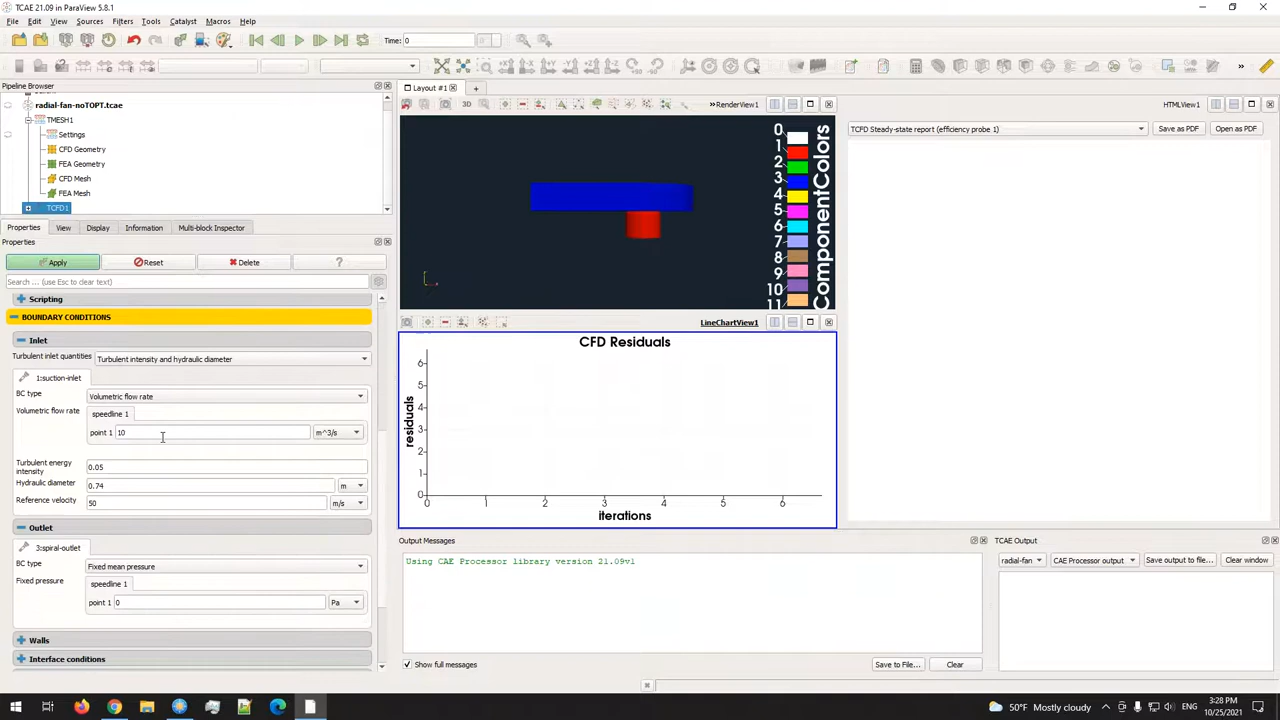 TCAE 21.09 in ParaView 5.8.1
File Edit View Sources Filters Tools Catalyst Macros Help
Time: 0
Pipeline Browser
radial-fan-noTOPT.tcae
TMESH1
Settings
CFD Geometry
FEA Geometry
CFD Mesh
FEA Mesh
TCFD1
Properties View Display Information Multi-block Inspector
Properties
Apply Reset Delete ?
Search ... (use Esc to clear text)
Scripting
BOUNDARY CONDITIONS
Inlet
Turbulent inlet quantities Turbulent intensity and hydraulic diameter
1:suction-inlet
BC type Volumetric flow rate
Volumetric flow rate speedline 1
point 1 10 m^3/s
Turbulent energy
intensity 0.05
Hydraulic diameter 0.74 m
Reference velocity 50 m/s
Outlet
3:spiral-outlet
BC type Fixed mean pressure
Fixed pressure speedline 1
point 1 0 Pa
Walls
Interface conditions
Layout #1
3D RenderView1
0
1
2
3
4
5
6
7
8
9
10
11
ComponentColors
LineChartView1
CFD Residuals
residuals
6
5
4
3
2
1
0
0 1 2 3 4 5 6
iterations
HTMLView1
TCFD Steady-state report (efficiency probe 1) Save as PDF Open as PDF
Output Messages
Using CAE Processor library version 21.09v1
Show full messages Save to File... Clear
TCAE Output
radial-fan CAE Processor output Save output to file... Clear window
50°F Mostly cloudy
3:28 PM
10/25/2021